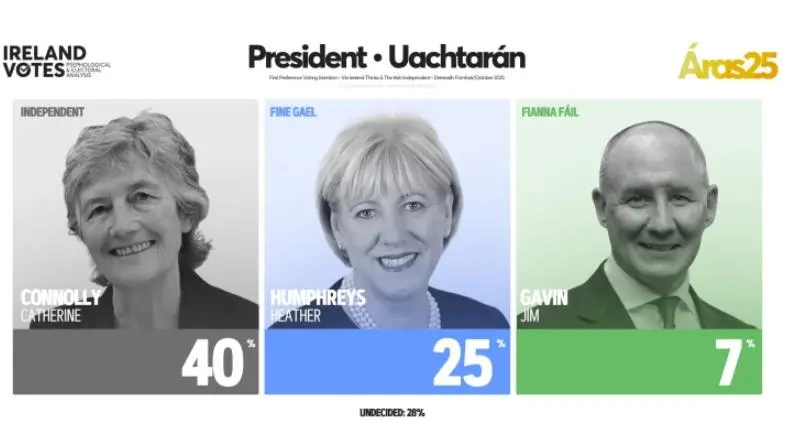 IRELAND
VOTES PSEPHOLOGICAL
& ELECTORAL
ANALYSIS
President • Uachtarán
First Preference Voting Intention • Via Ireland Thinks & The Irish Independent • Deireadh Fómhair/October 2025
Áras25
INDEPENDENT
CONNOLLY
CATHERINE
40%
FINE GAEL
HUMPHREYS
HEATHER
25%
FIANNA FÁIL
GAVIN
JIM
7%
UNDECIDED: 28%